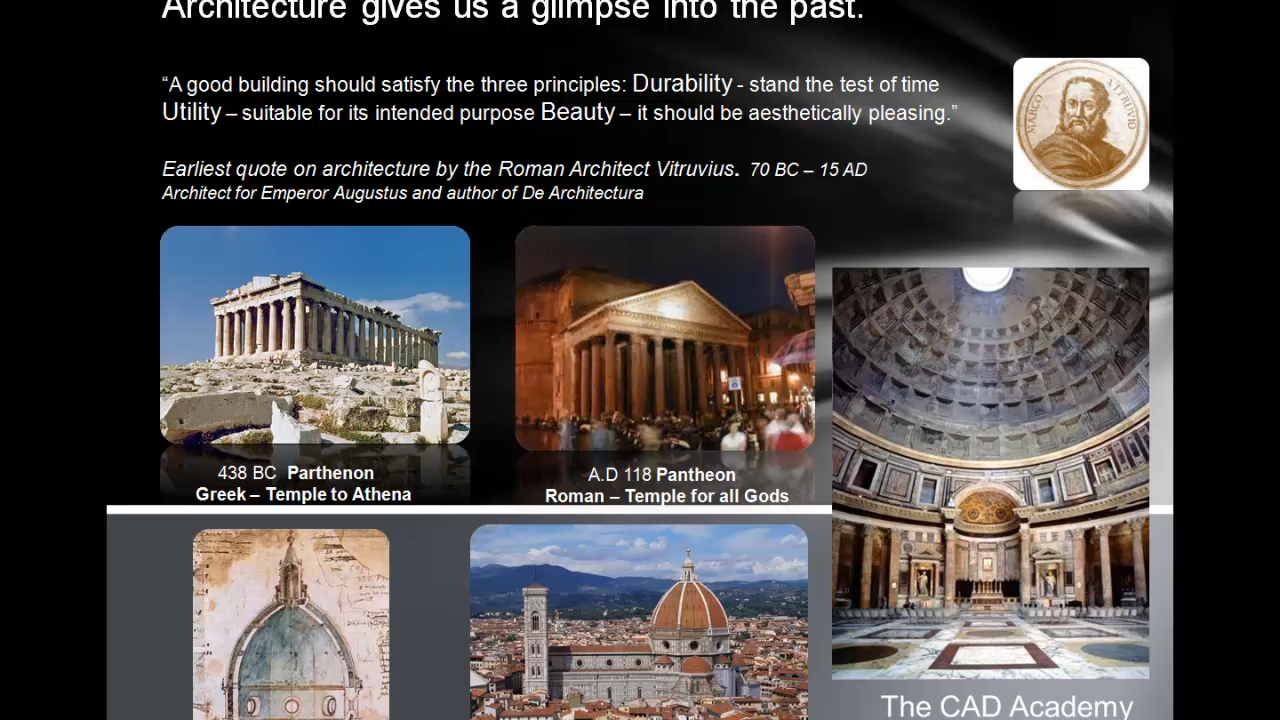 Architecture gives us a glimpse into the past.
“A good building should satisfy the three principles: Durability - stand the test of time
Utility – suitable for its intended purpose Beauty – it should be aesthetically pleasing.”
Earliest quote on architecture by the Roman Architect Vitruvius. 70 BC – 15 AD
Architect for Emperor Augustus and author of De Architectura
MARCO VITRUVIO
438 BC Parthenon
Greek – Temple to Athena
A.D 118 Pantheon
Roman – Temple for all Gods
The CAD Academy